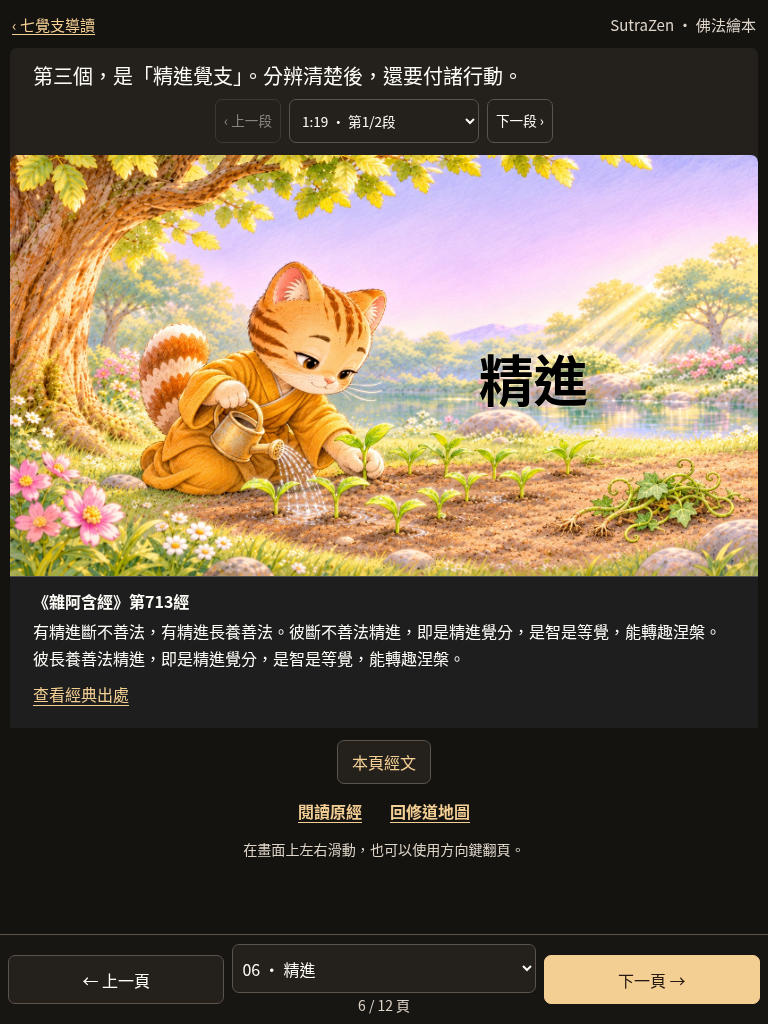 ‹ 七覺支導讀
SutraZen · 佛法繪本
第三個，是「精進覺支」。分辨清楚後，還要付諸行動。
‹ 上一段
1:19 · 第1/2段
下一段 ›
精進
《雜阿含經》第713經
有精進斷不善法，有精進長養善法。彼斷不善法精進，即是精進覺分，是智是等覺，能轉趣涅槃。
彼長養善法精進，即是精進覺分，是智是等覺，能轉趣涅槃。
查看經典出處
本頁經文
閱讀原經
回修道地圖
在畫面上左右滑動，也可以使用方向鍵翻頁。
← 上一頁
06 · 精進
下一頁 →
6 / 12 頁